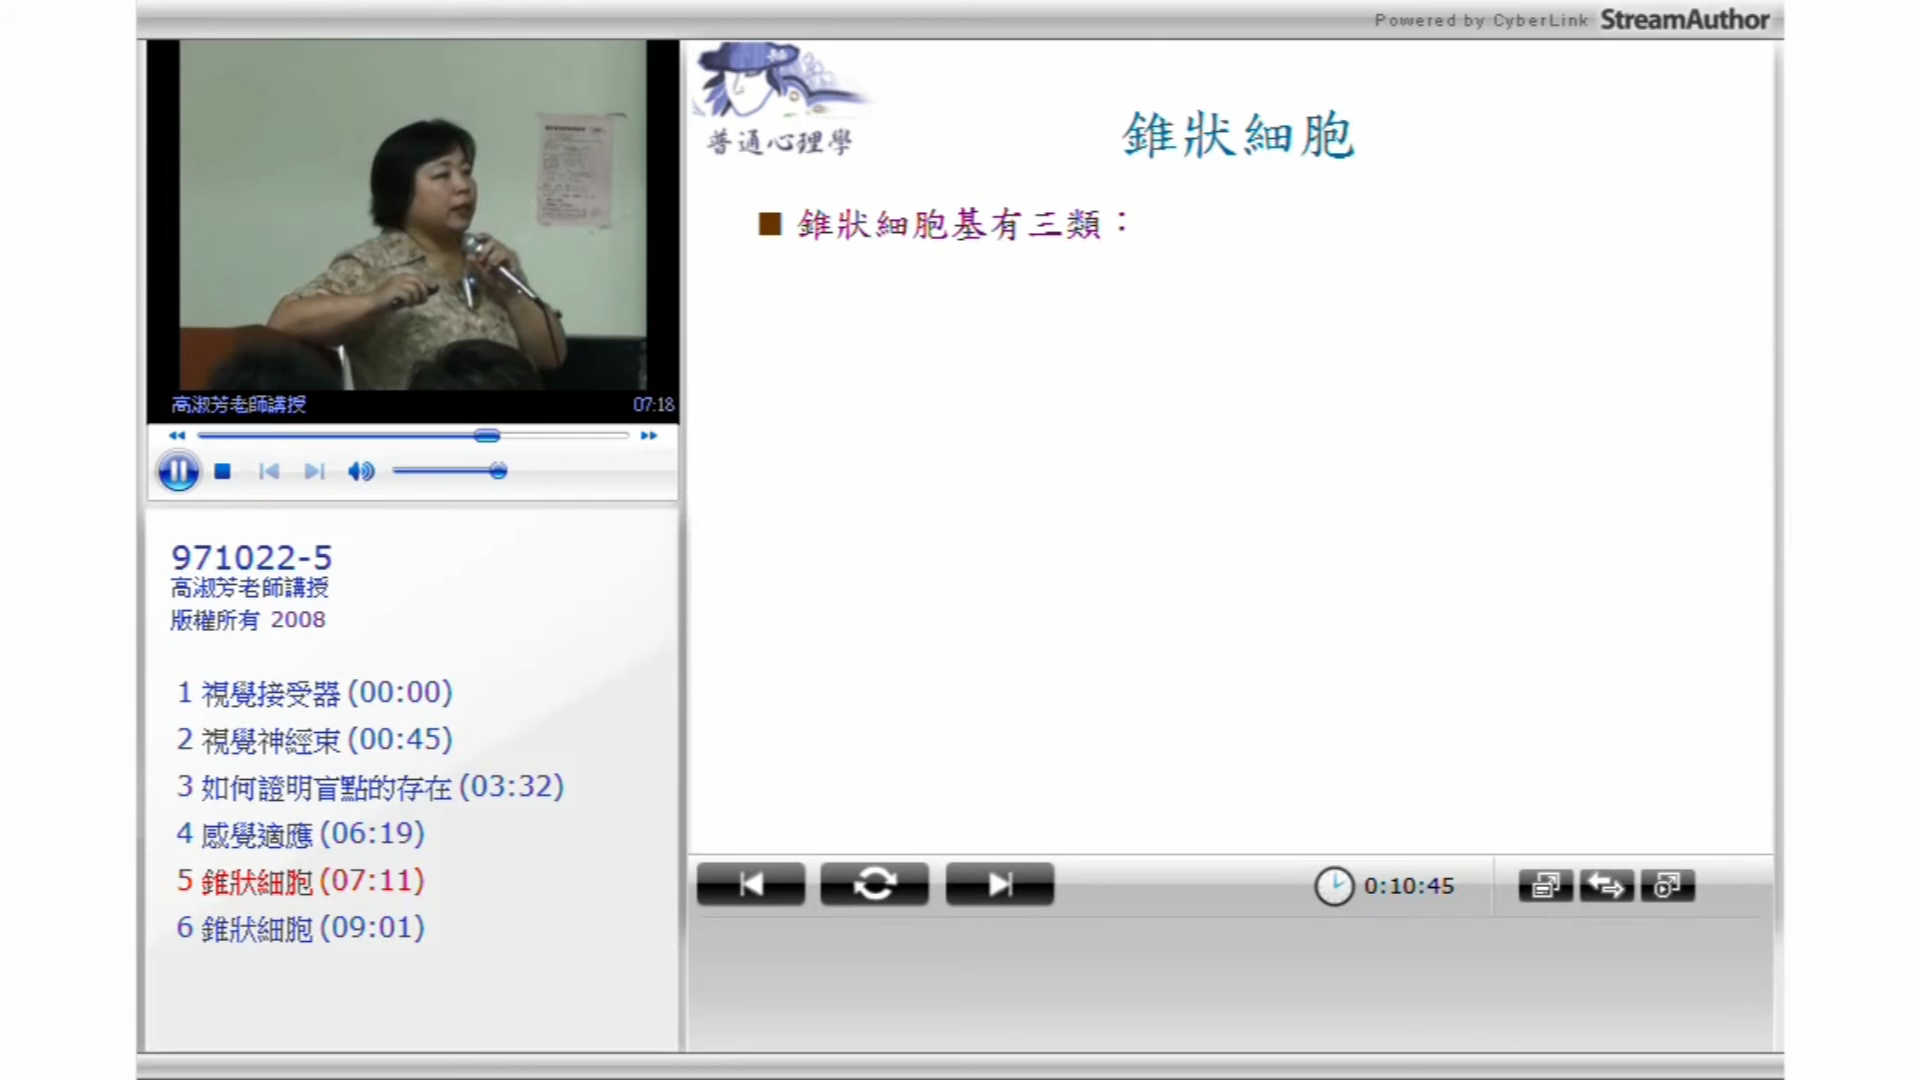 Powered by CyberLink StreamAuthor
普通心理學
錐狀細胞
錐狀細胞基有三類：
高淑芳老師講授 07:18
971022-5
高淑芳老師講授
版權所有 2008
1 視覺接受器 (00:00)
2 視覺神經束 (00:45)
3 如何證明盲點的存在 (03:32)
4 感覺適應 (06:19)
5 錐狀細胞 (07:11)
6 錐狀細胞 (09:01)
0:10:45